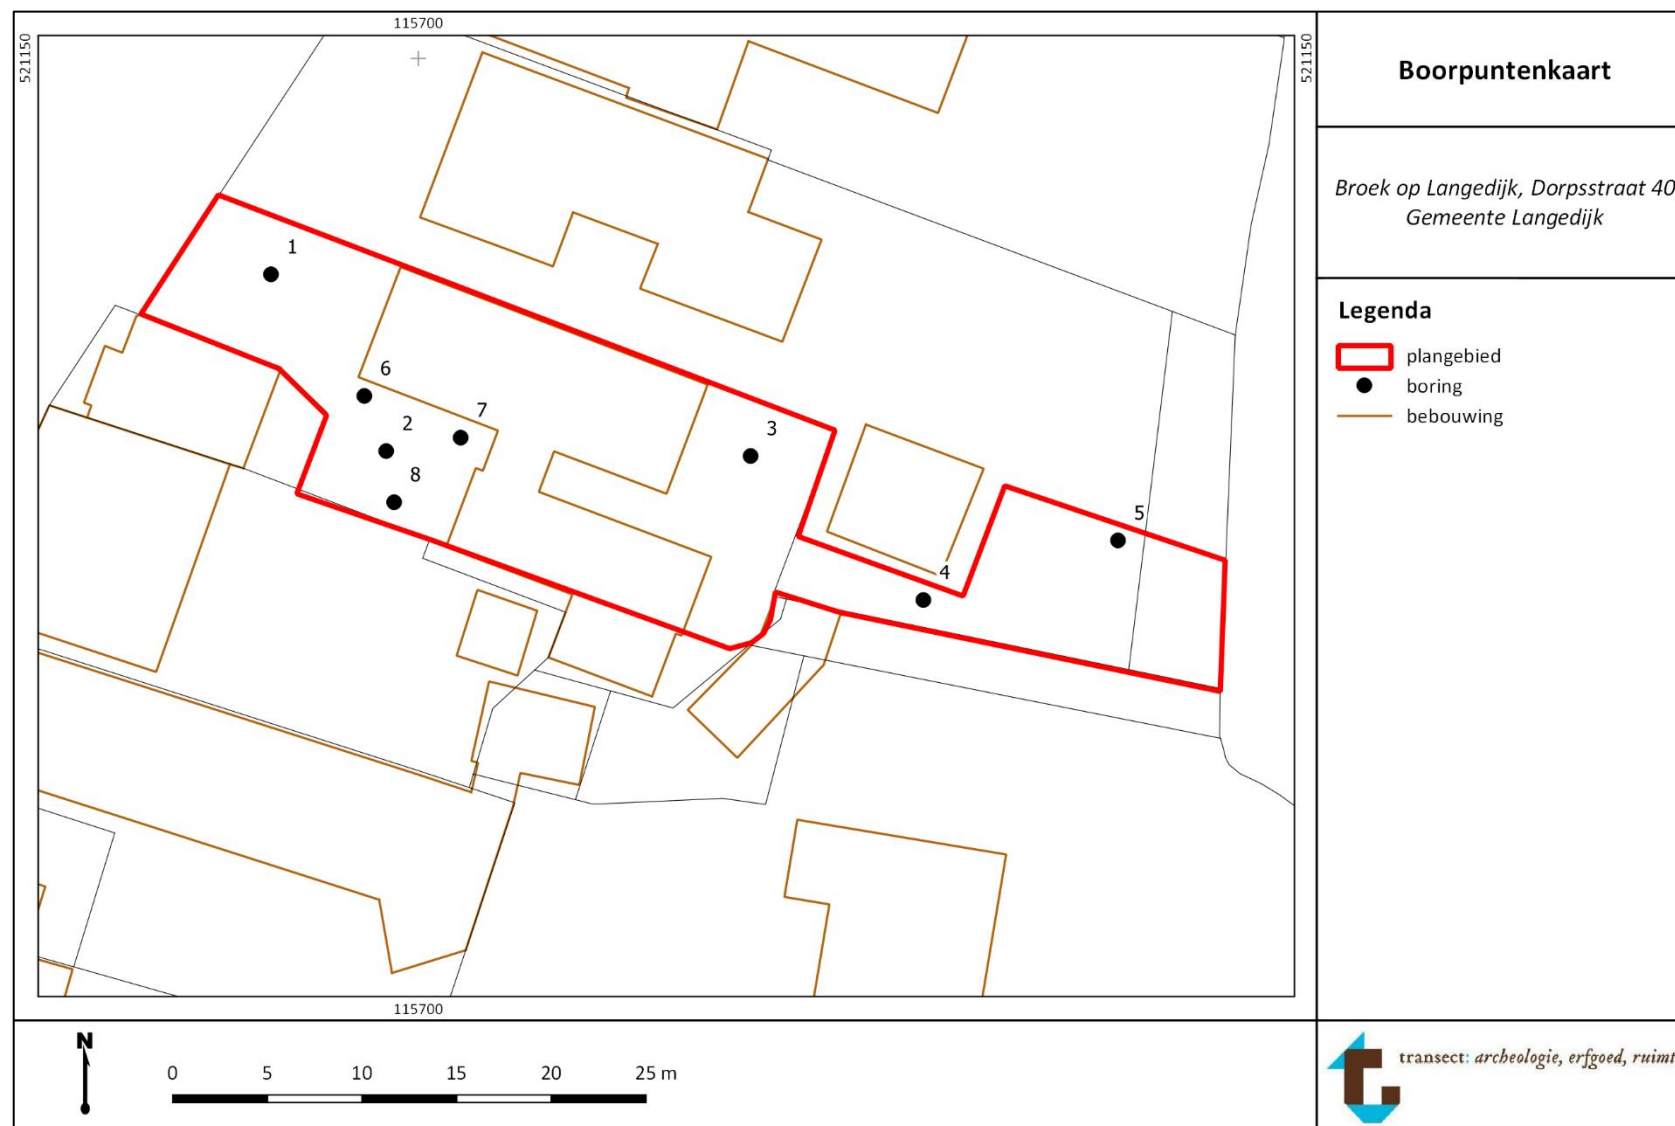 115700
521150
521150
Boorpuntenkaart
Broek op Langedijk, Dorpsstraat 40
Gemeente Langedijk
Legenda
plangebied
boring
bebouwing
1
6
2
7
8
3
4
5
115700
N
0 5 10 15 20 25 m
transect: archeologie, erfgoed, ruimt